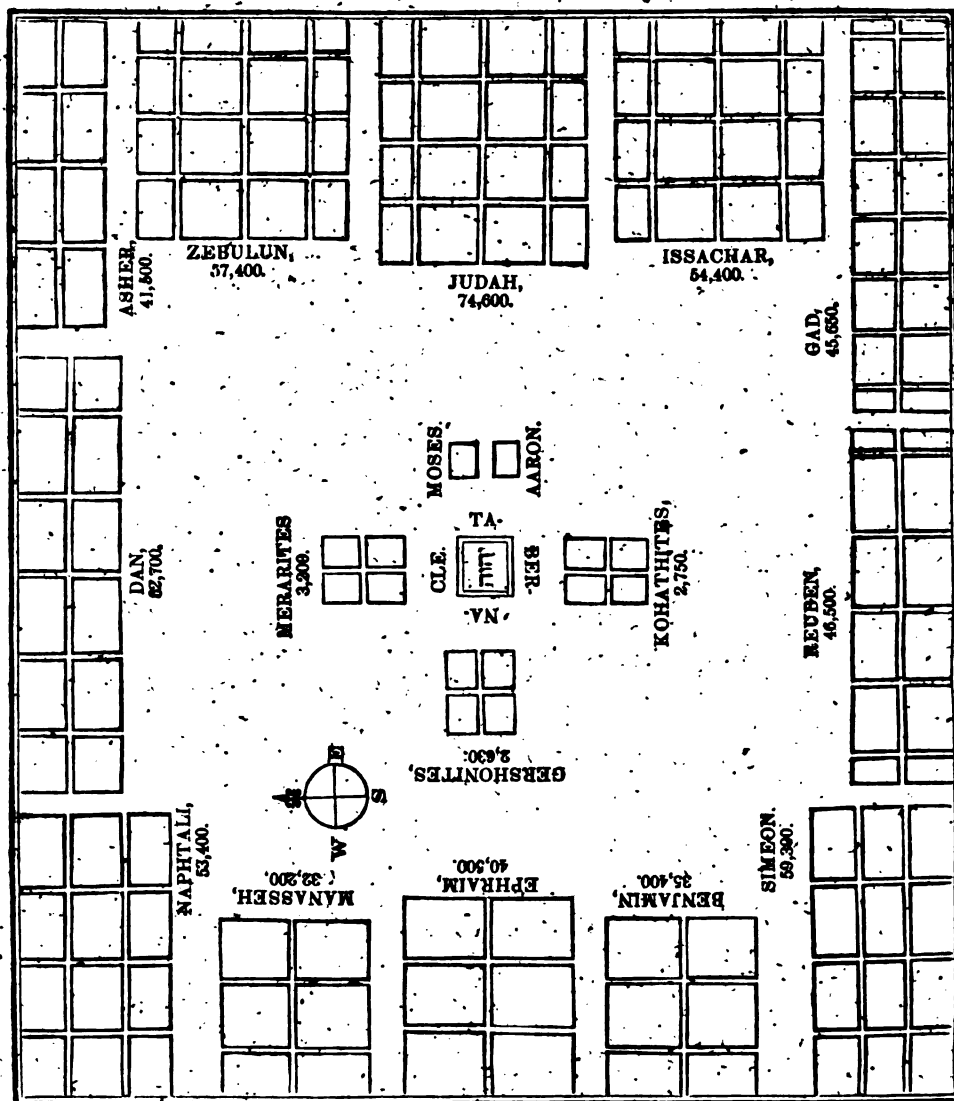 ZEBULUN,
57,400.
JUDAH,
74,600.
ISSACHAR,
54,400.
ASHER,
41,500.
GAD,
45,650.
MOSES.
AARON.
DAN,
62,700.
MERARITES
3,209.
TA-
BER-
NA-
CLE.
KOHATHITES,
2,750.
REUBEN,
46,500.
GERSHONITES,
2,630.
E
N
S
W
NAPHTALI,
53,400.
MANASSEH,
32,200.
EPHRAIM,
40,500.
BENJAMIN,
35,400.
SIMEON.
59,300.